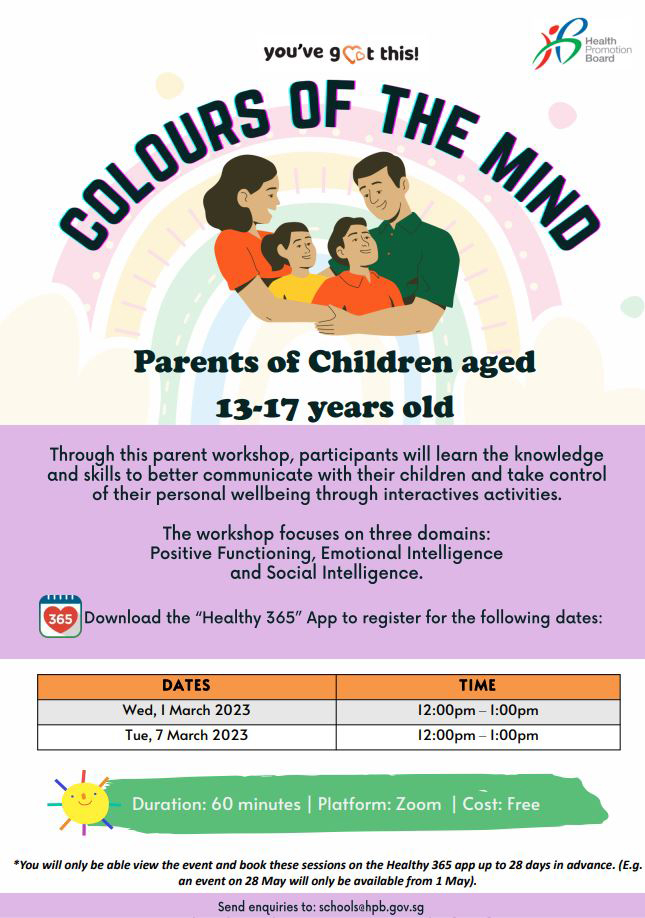 you've got this!
Health
Promotion
Board
COLOURS OF THE MIND
Parents of Children aged
13-17 years old
Through this parent workshop, participants will learn the knowledge
and skills to better communicate with their children and take control
of their personal wellbeing through interactives activities.
The workshop focuses on three domains:
Positive Functioning, Emotional Intelligence
and Social Intelligence.
365 Download the “Healthy 365” App to register for the following dates:
DATES TIME
Wed, 1 March 2023 12:00pm – 1:00pm
Tue, 7 March 2023 12:00pm – 1:00pm
Duration: 60 minutes | Platform: Zoom | Cost: Free
*You will only be able view the event and book these sessions on the Healthy 365 app up to 28 days in advance. (E.g.
an event on 28 May will only be available from 1 May).
Send enquiries to: schools@hpb.gov.sg